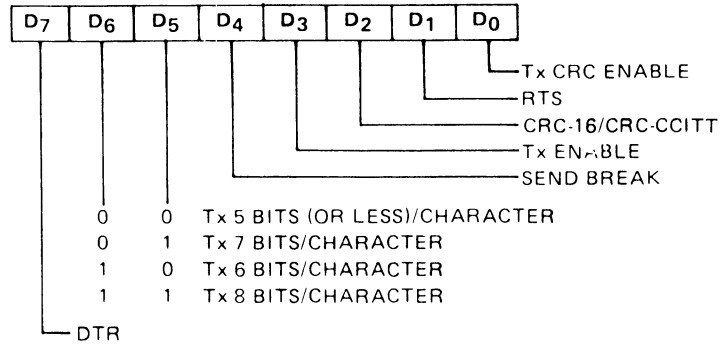 D7 D6 D5 D4 D3 D2 D1 D0
Tx CRC ENABLE
RTS
CRC-16/CRC-CCITT
Tx ENABLE
SEND BREAK
0 0 Tx 5 BITS (OR LESS)/CHARACTER
0 1 Tx 7 BITS/CHARACTER
1 0 Tx 6 BITS/CHARACTER
1 1 Tx 8 BITS/CHARACTER
DTR